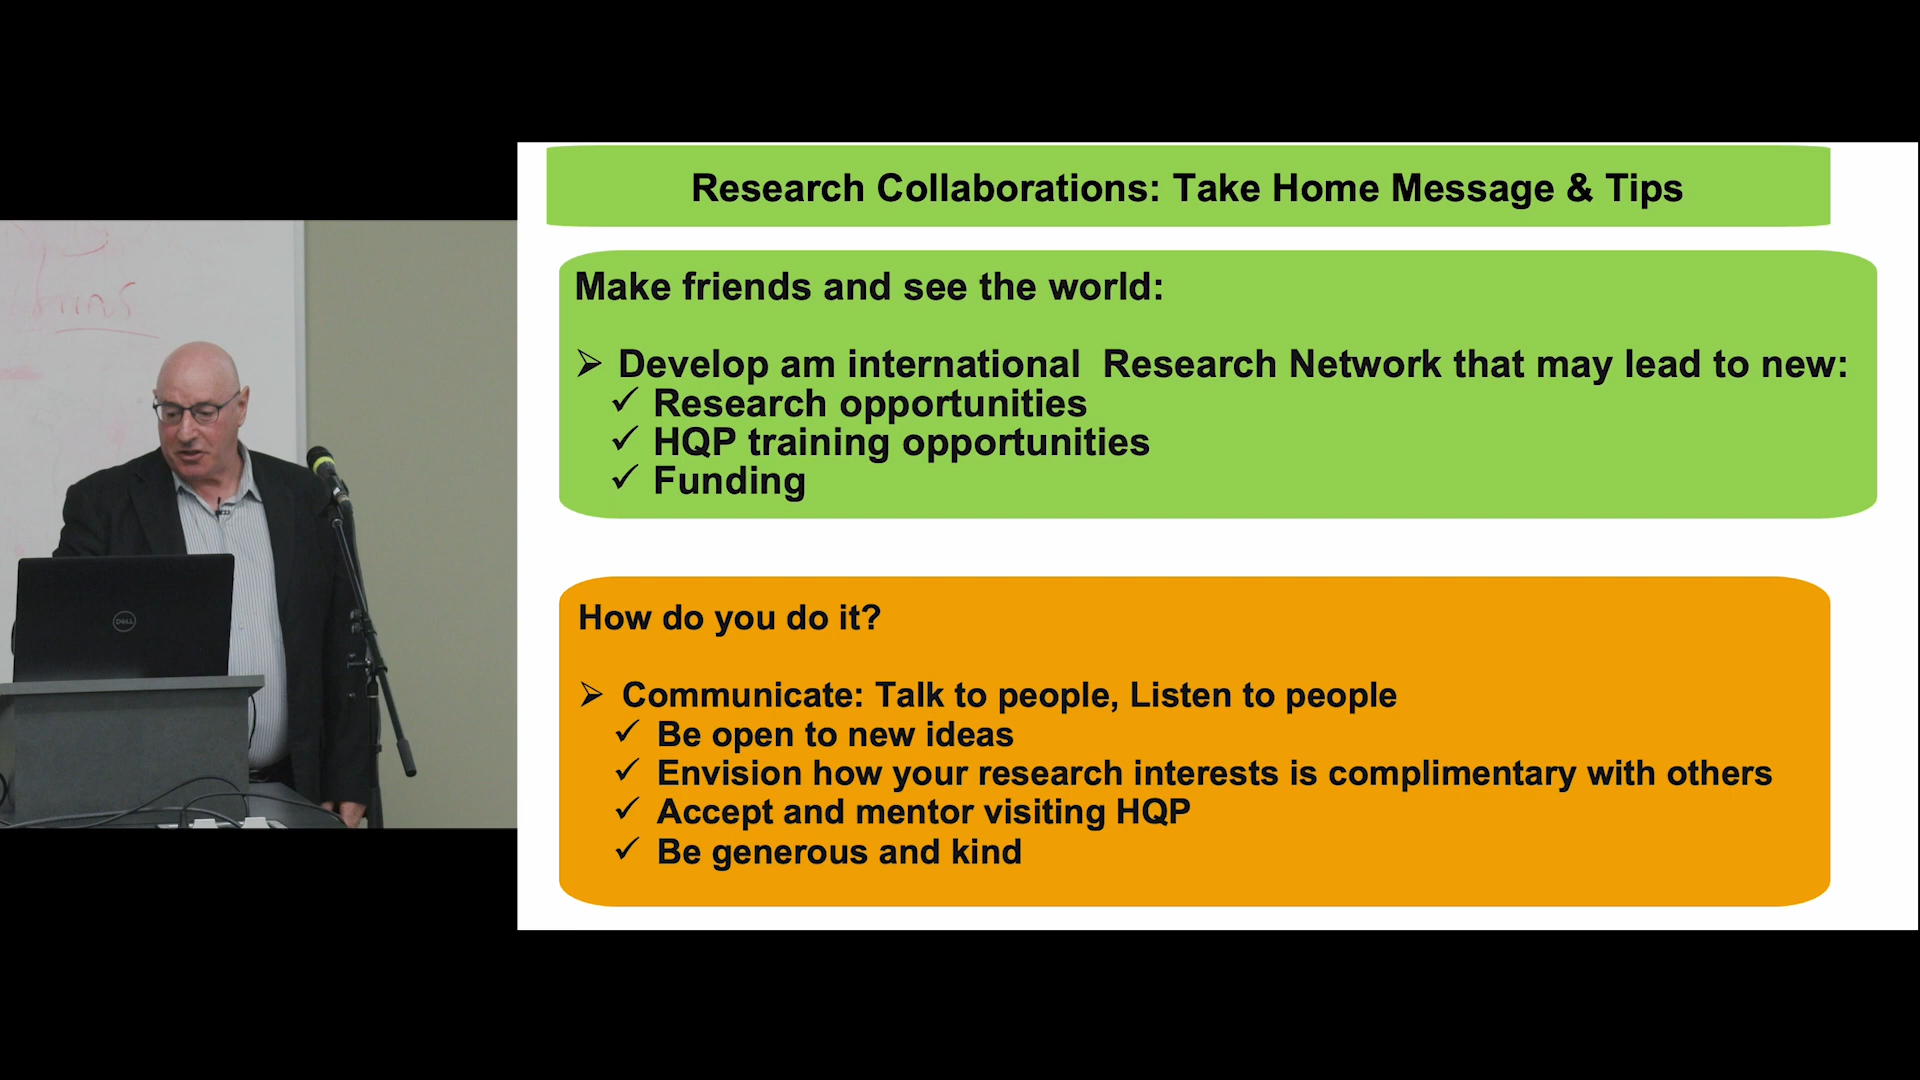 Research Collaborations: Take Home Message & Tips
Make friends and see the world:
➢ Develop am international Research Network that may lead to new:
✓ Research opportunities
✓ HQP training opportunities
✓ Funding
How do you do it?
➢ Communicate: Talk to people, Listen to people
✓ Be open to new ideas
✓ Envision how your research interests is complimentary with others
✓ Accept and mentor visiting HQP
✓ Be generous and kind
DELL